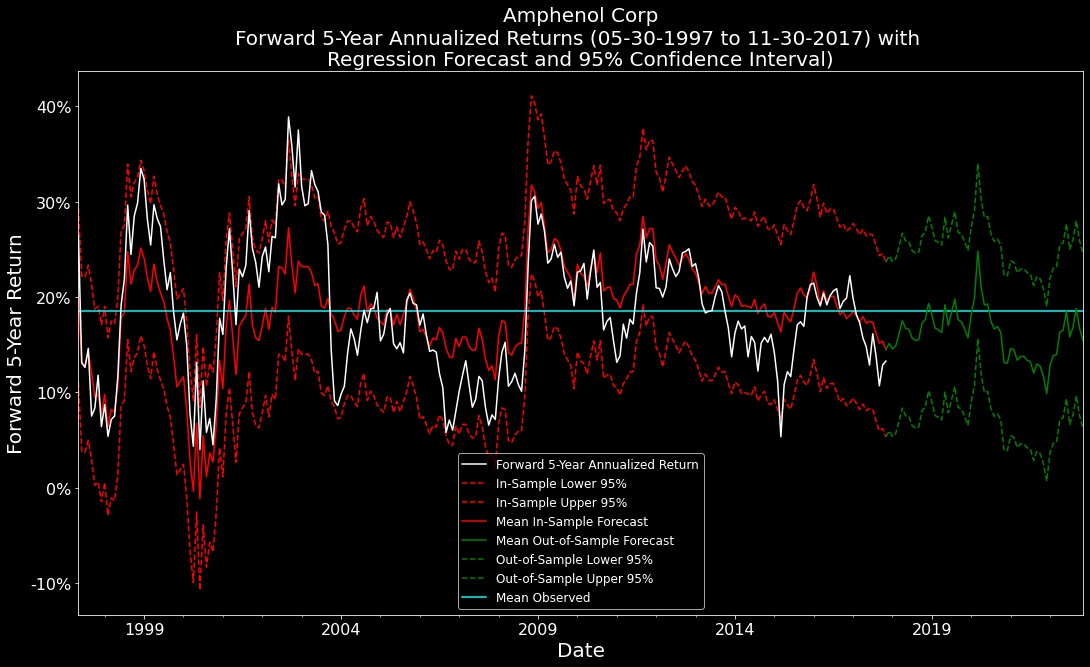 Amphenol Corp
Forward 5-Year Annualized Returns (05-30-1997 to 11-30-2017) with
Regression Forecast and 95% Confidence Interval)
Forward 5-Year Return
40%
30%
20%
10%
0%
-10%
Forward 5-Year Annualized Return
In-Sample Lower 95%
In-Sample Upper 95%
Mean In-Sample Forecast
Mean Out-of-Sample Forecast
Out-of-Sample Lower 95%
Out-of-Sample Upper 95%
Mean Observed
1999 2004 2009 2014 2019
Date